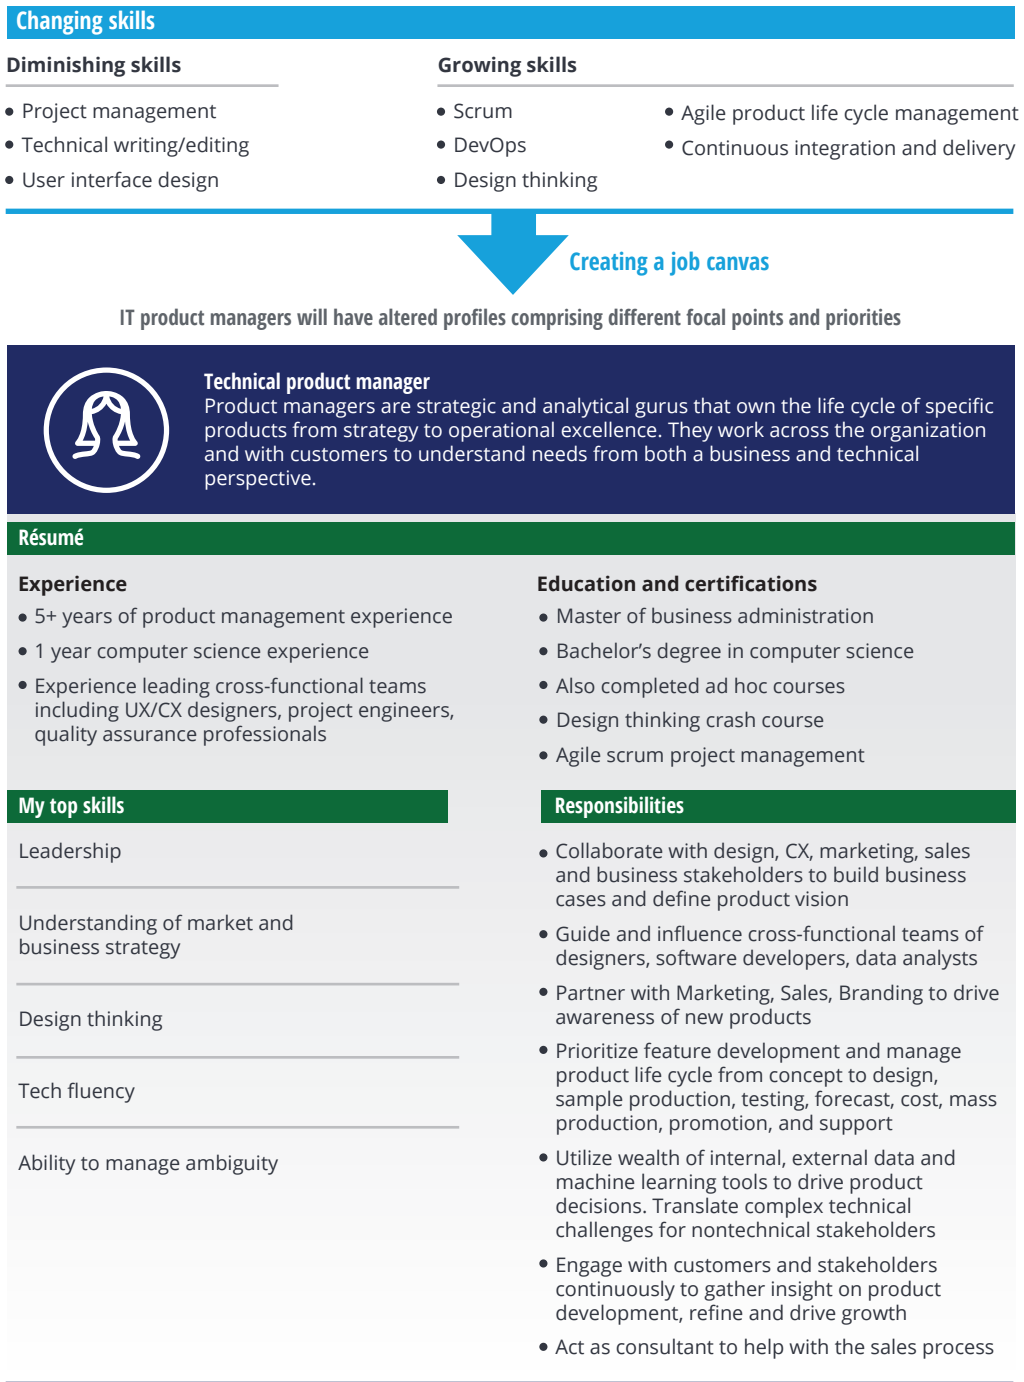 Changing skills
Diminishing skills
• Project management
• Technical writing/editing
• User interface design
Growing skills
• Scrum
• DevOps
• Design thinking
• Agile product life cycle management
• Continuous integration and delivery
Creating a job canvas
IT product managers will have altered profiles comprising different focal points and priorities
Technical product manager
Product managers are strategic and analytical gurus that own the life cycle of specific
products from strategy to operational excellence. They work across the organization
and with customers to understand needs from both a business and technical
perspective.
Résumé
Experience
• 5+ years of product management experience
• 1 year computer science experience
• Experience leading cross-functional teams
including UX/CX designers, project engineers,
quality assurance professionals
Education and certifications
• Master of business administration
• Bachelor’s degree in computer science
• Also completed ad hoc courses
• Design thinking crash course
• Agile scrum project management
My top skills
Leadership
Understanding of market and
business strategy
Design thinking
Tech fluency
Ability to manage ambiguity
Responsibilities
• Collaborate with design, CX, marketing, sales
and business stakeholders to build business
cases and define product vision
• Guide and influence cross-functional teams of
designers, software developers, data analysts
• Partner with Marketing, Sales, Branding to drive
awareness of new products
• Prioritize feature development and manage
product life cycle from concept to design,
sample production, testing, forecast, cost, mass
production, promotion, and support
• Utilize wealth of internal, external data and
machine learning tools to drive product
decisions. Translate complex technical
challenges for nontechnical stakeholders
• Engage with customers and stakeholders
continuously to gather insight on product
development, refine and drive growth
• Act as consultant to help with the sales process